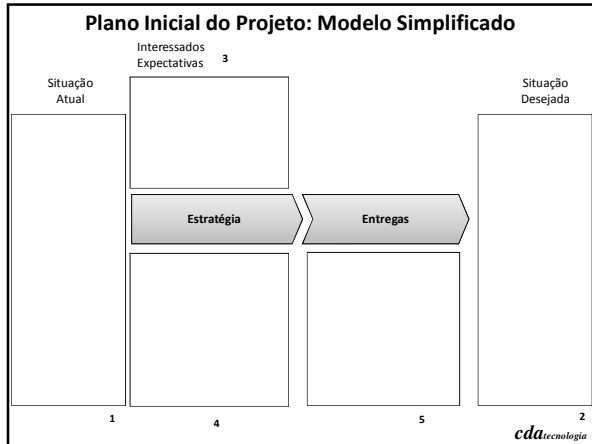 Plano Inicial do Projeto: Modelo Simplificado
Interessados
Expectativas 3
Situação
Atual
Situação
Desejada
Estratégia
Entregas
1
4
5
2
cdatecnologia